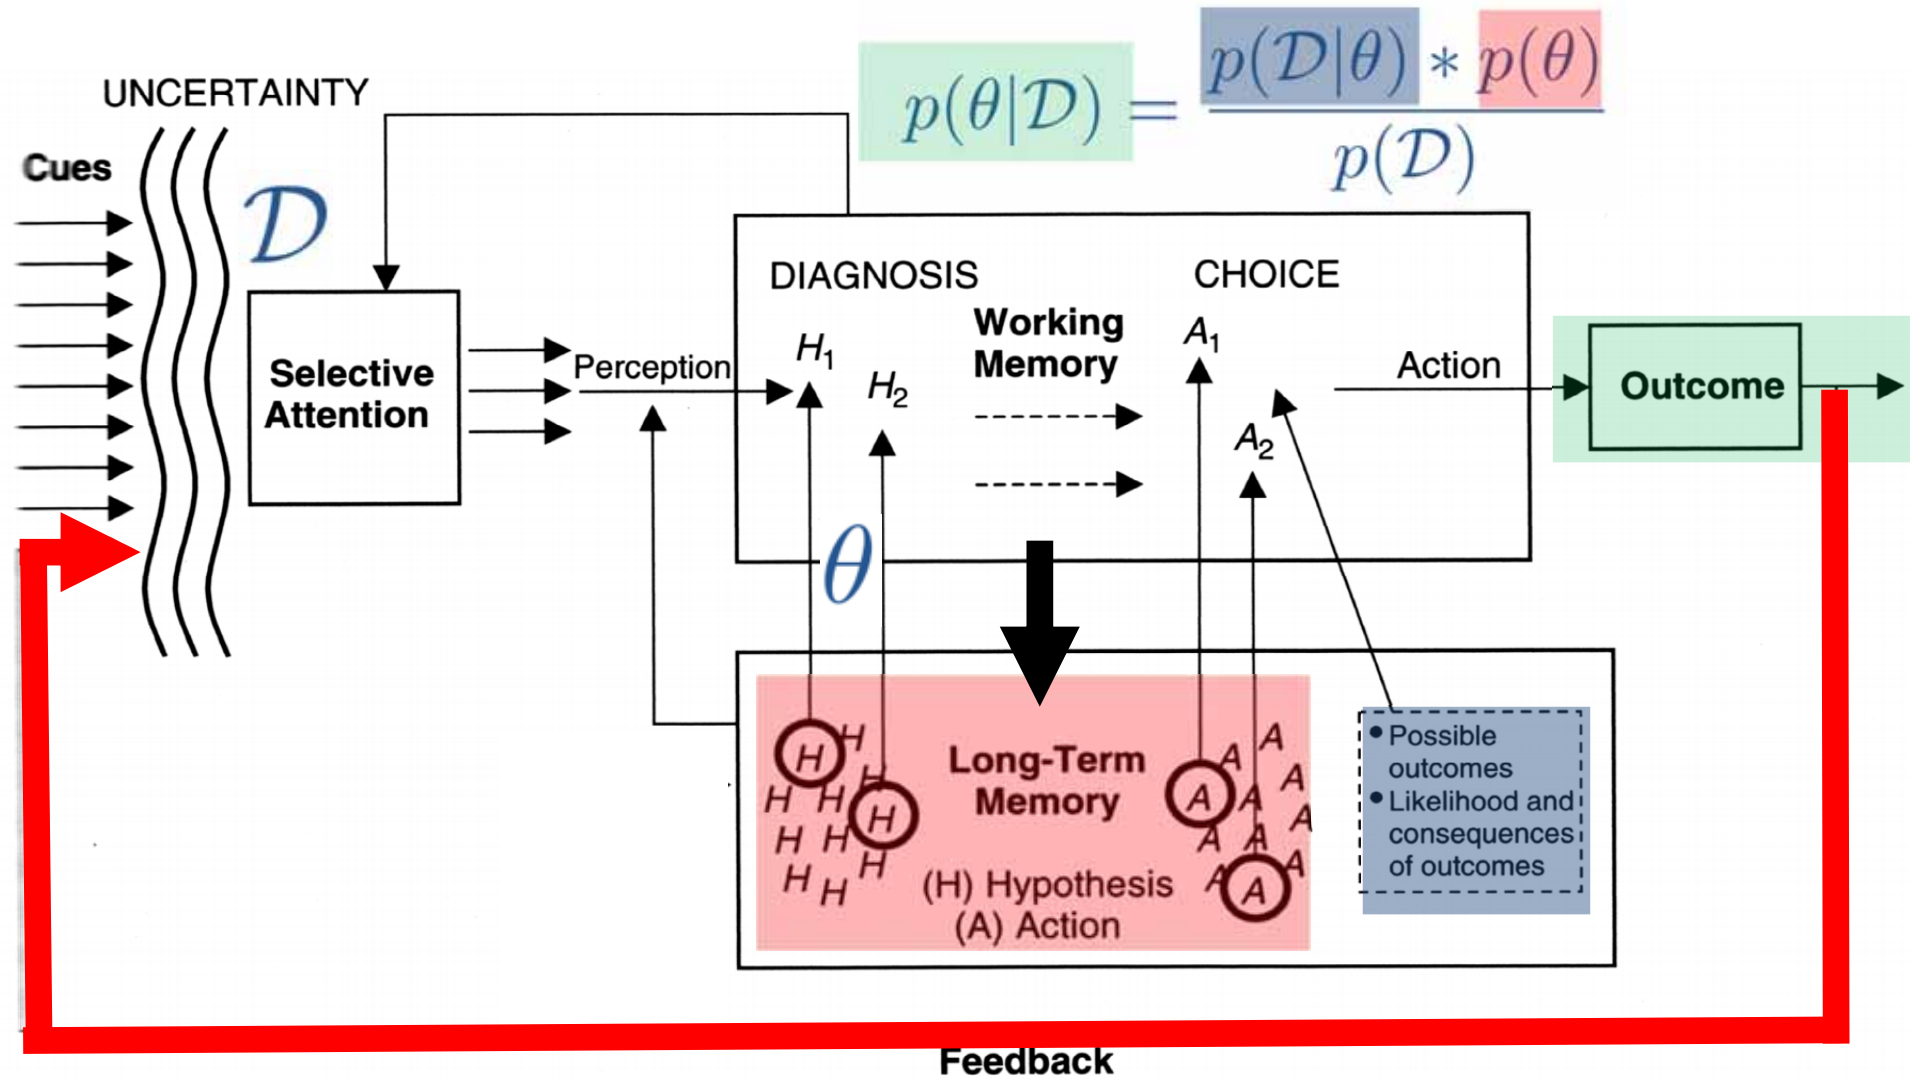 p(θ|𝒟) = p(𝒟|θ) * p(θ)
p(𝒟)
UNCERTAINTY
Cues
𝒟
DIAGNOSIS
CHOICE
Working
Memory
H₁
H₂
A₁
A₂
Selective
Attention
Perception
Action
Outcome
θ
H H
H
H H H
H H
H
H H
Long-Term
Memory
(H) Hypothesis
(A) Action
A
A
A
A A
A
A A
A
A A
• Possible
outcomes
• Likelihood and
consequences
of outcomes
Feedback